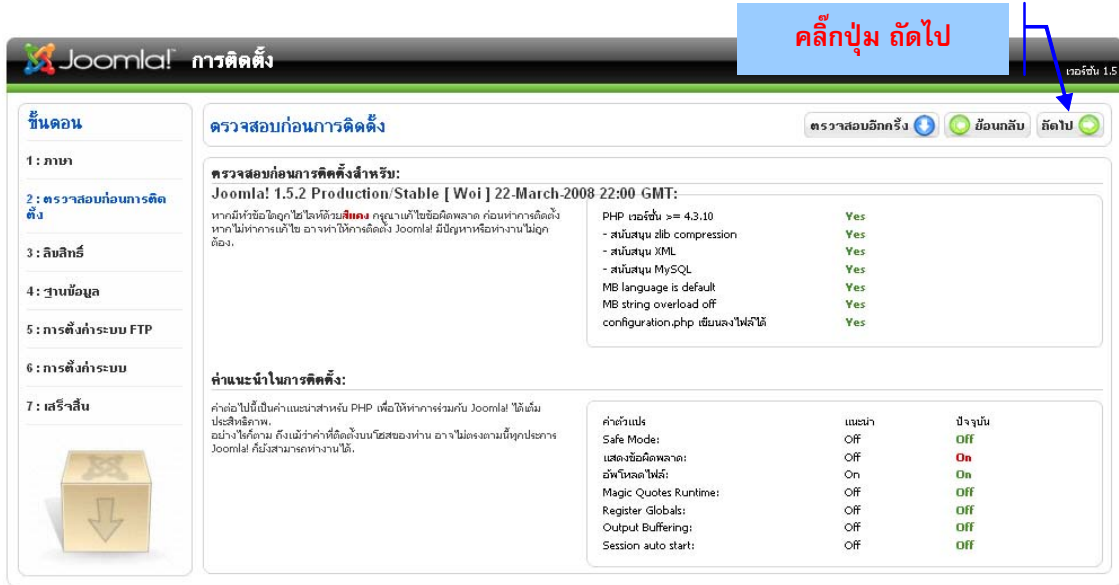 คลิ๊กปุ่ม ถัดไป
Joomla! การติดตั้ง
เวอร์ชั่น 1.5
ขั้นตอน
1 : ภาษา
2 : ตรวจสอบก่อนการติด
ตั้ง
3 : ลิขสิทธิ์
4 : ฐานข้อมูล
5 : การตั้งค่าระบบ FTP
6 : การตั้งค่าระบบ
7 : เสร็จสิ้น
ตรวจสอบก่อนการติดตั้ง
ตรวจสอบอีกครั้ง ย้อนกลับ ถัดไป
ตรวจสอบก่อนการติดตั้งสำหรับ:
Joomla! 1.5.2 Production/Stable [ Woi ] 22-March-2008 22:00 GMT:
หากมีหัวข้อใดถูกไฮไลท์ด้วยสีแดง กรุณาแก้ไขข้อผิดพลาด ก่อนทำการติดตั้ง
หากไม่ทำการแก้ไข อาจทำให้การติดตั้ง Joomla! มีปัญหาหรือทำงานไม่ถูก
ต้อง.
PHP เวอร์ชั่น >= 4.3.10 Yes
- สนับสนุน zlib compression Yes
- สนับสนุน XML Yes
- สนับสนุน MySQL Yes
MB language is default Yes
MB string overload off Yes
configuration.php เขียนลงไฟล์ได้ Yes
คำแนะนำในการติดตั้ง:
ค่าต่อไปนี้เป็นค่าแนะนำสำหรับ PHP เพื่อให้ทำการร่วมกับ Joomla! ได้เต็ม
ประสิทธิภาพ.
อย่างไรก็ตาม ถึงแม้ว่าค่าที่ติดตั้งบนโฮสของท่าน อาจไม่ตรงตามนี้ทุกประการ
Joomla! ก็ยังสามารถทำงานได้.
ค่าตัวแปร แนะนำ ปัจจุบัน
Safe Mode: Off Off
แสดงข้อผิดพลาด: Off On
อัพโหลดไฟล์: On On
Magic Quotes Runtime: Off Off
Register Globals: Off Off
Output Buffering: Off Off
Session auto start: Off Off